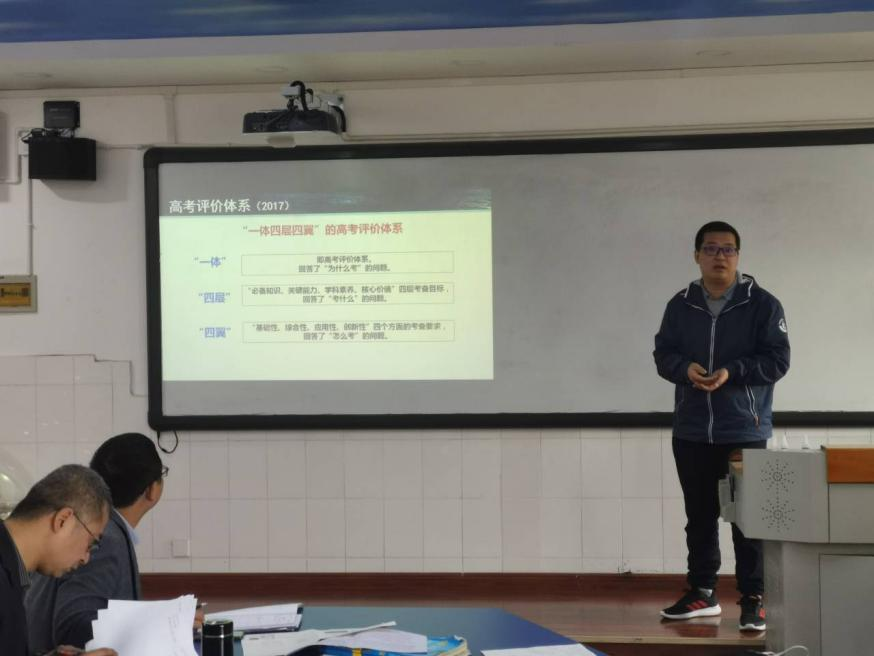 高考评价体系（2017）
“一体四层四翼”的高考评价体系
“一体”
即高考评价体系。
回答了“为什么考”的问题。
“四层”
“必备知识、关键能力、学科素养、核心价值”四层考查目标，
回答了“考什么”的问题。
“四翼”
“基础性、综合性、应用性、创新性”四个方面的考查要求，
回答了“怎么考”的问题。